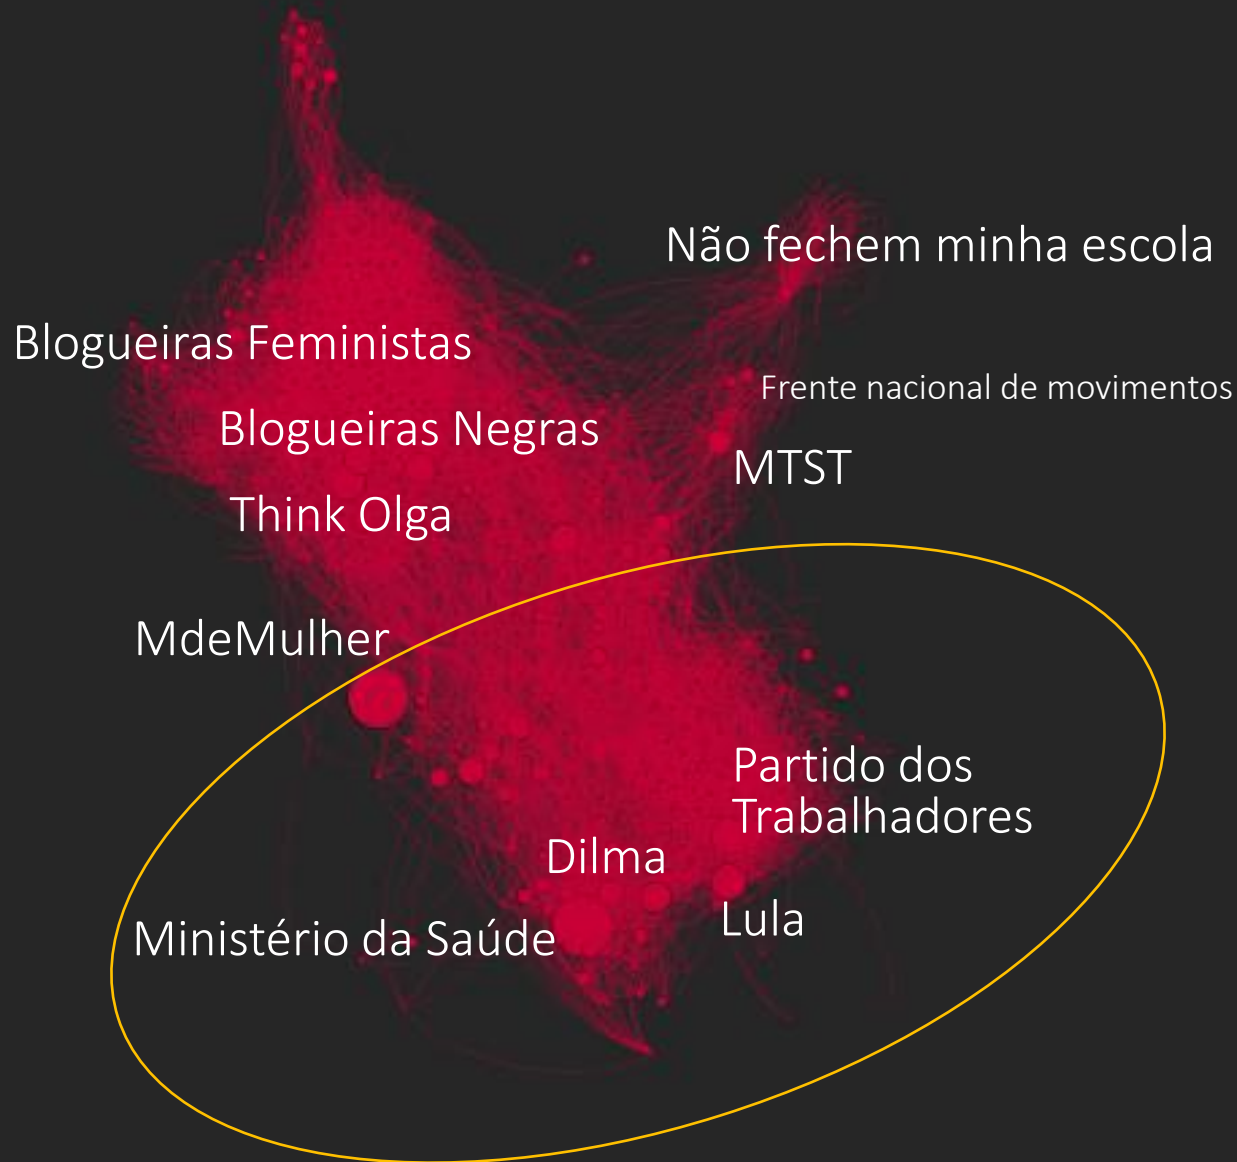 Não fechem minha escola
Blogueiras Feministas
Frente nacional de movimentos
Blogueiras Negras
MTST
Think Olga
MdeMulher
Partido dos
Trabalhadores
Dilma
Lula
Ministério da Saúde